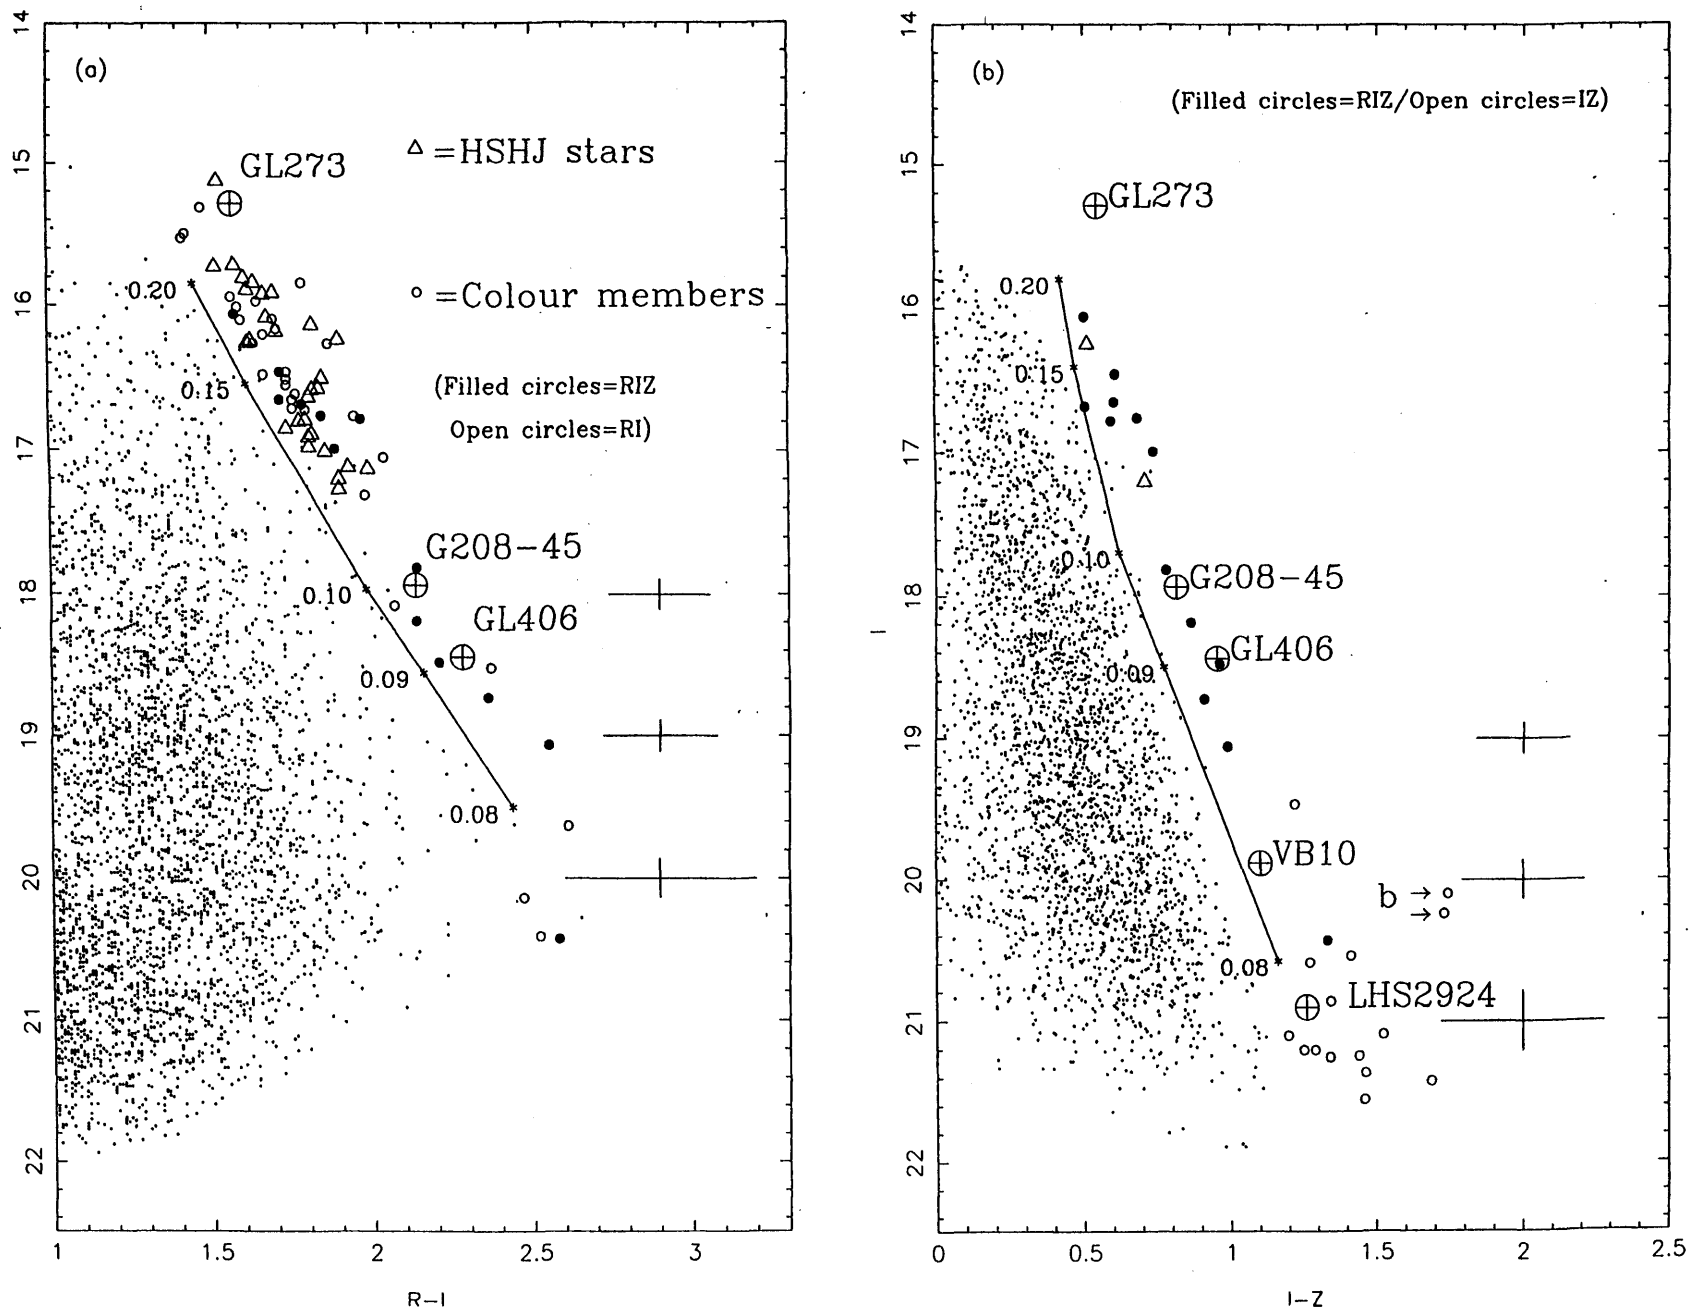 (a)
GL273
△ =HSHJ stars
○ =Colour members
(Filled circles=RIZ
Open circles=RI)
0.20
0.15
G208-45
0.10
GL406
0.09
0.08
14
15
16
17
18
19
20
21
22
1
1.5
2
2.5
3
R-I
(b)
(Filled circles=RIZ/Open circles=IZ)
GL273
0.20
0.15
G208-45
0.10
GL406
0.09
VB10
b → 
→
0.08
LHS2924
I
14
15
16
17
18
19
20
21
22
0
0.5
1
1.5
2
2.5
I-Z